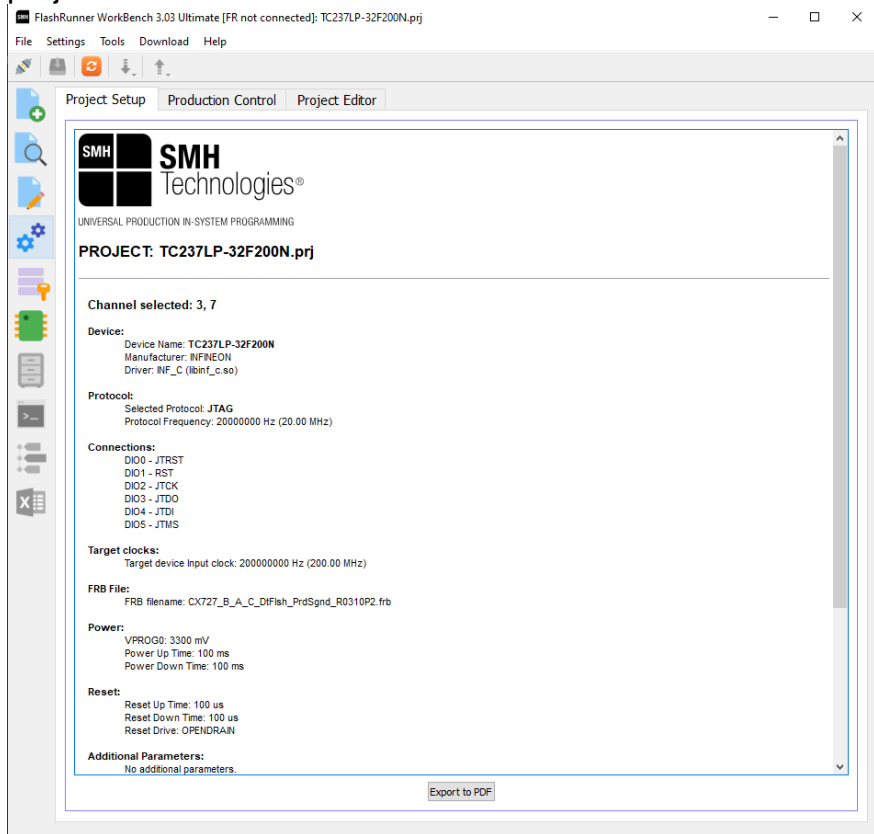 FlashRunner WorkBench 3.03 Ultimate [FR not connected]: TC237LP-32F200N.prj
File Settings Tools Download Help
Project Setup Production Control Project Editor
SMH
SMH
Technologies®
UNIVERSAL PRODUCTION IN-SYSTEM PROGRAMMING
PROJECT: TC237LP-32F200N.prj
Channel selected: 3, 7
Device:
Device Name: TC237LP-32F200N
Manufacturer: INFINEON
Driver: INF_C (libinf_c.so)
Protocol:
Selected Protocol: JTAG
Protocol Frequency: 20000000 Hz (20.00 MHz)
Connections:
DIO0 - JTRST
DIO1 - RST
DIO2 - JTCK
DIO3 - JTDO
DIO4 - JTDI
DIO5 - JTMS
Target clocks:
Target device Input clock: 200000000 Hz (200.00 MHz)
FRB File:
FRB filename: CX727_B_A_C_DtFlsh_PrdSgnd_R0310P2.frb
Power:
VPROG0: 3300 mV
Power Up Time: 100 ms
Power Down Time: 100 ms
Reset:
Reset Up Time: 100 us
Reset Down Time: 100 us
Reset Drive: OPENDRAIN
Additional Parameters:
No additional parameters.
Export to PDF